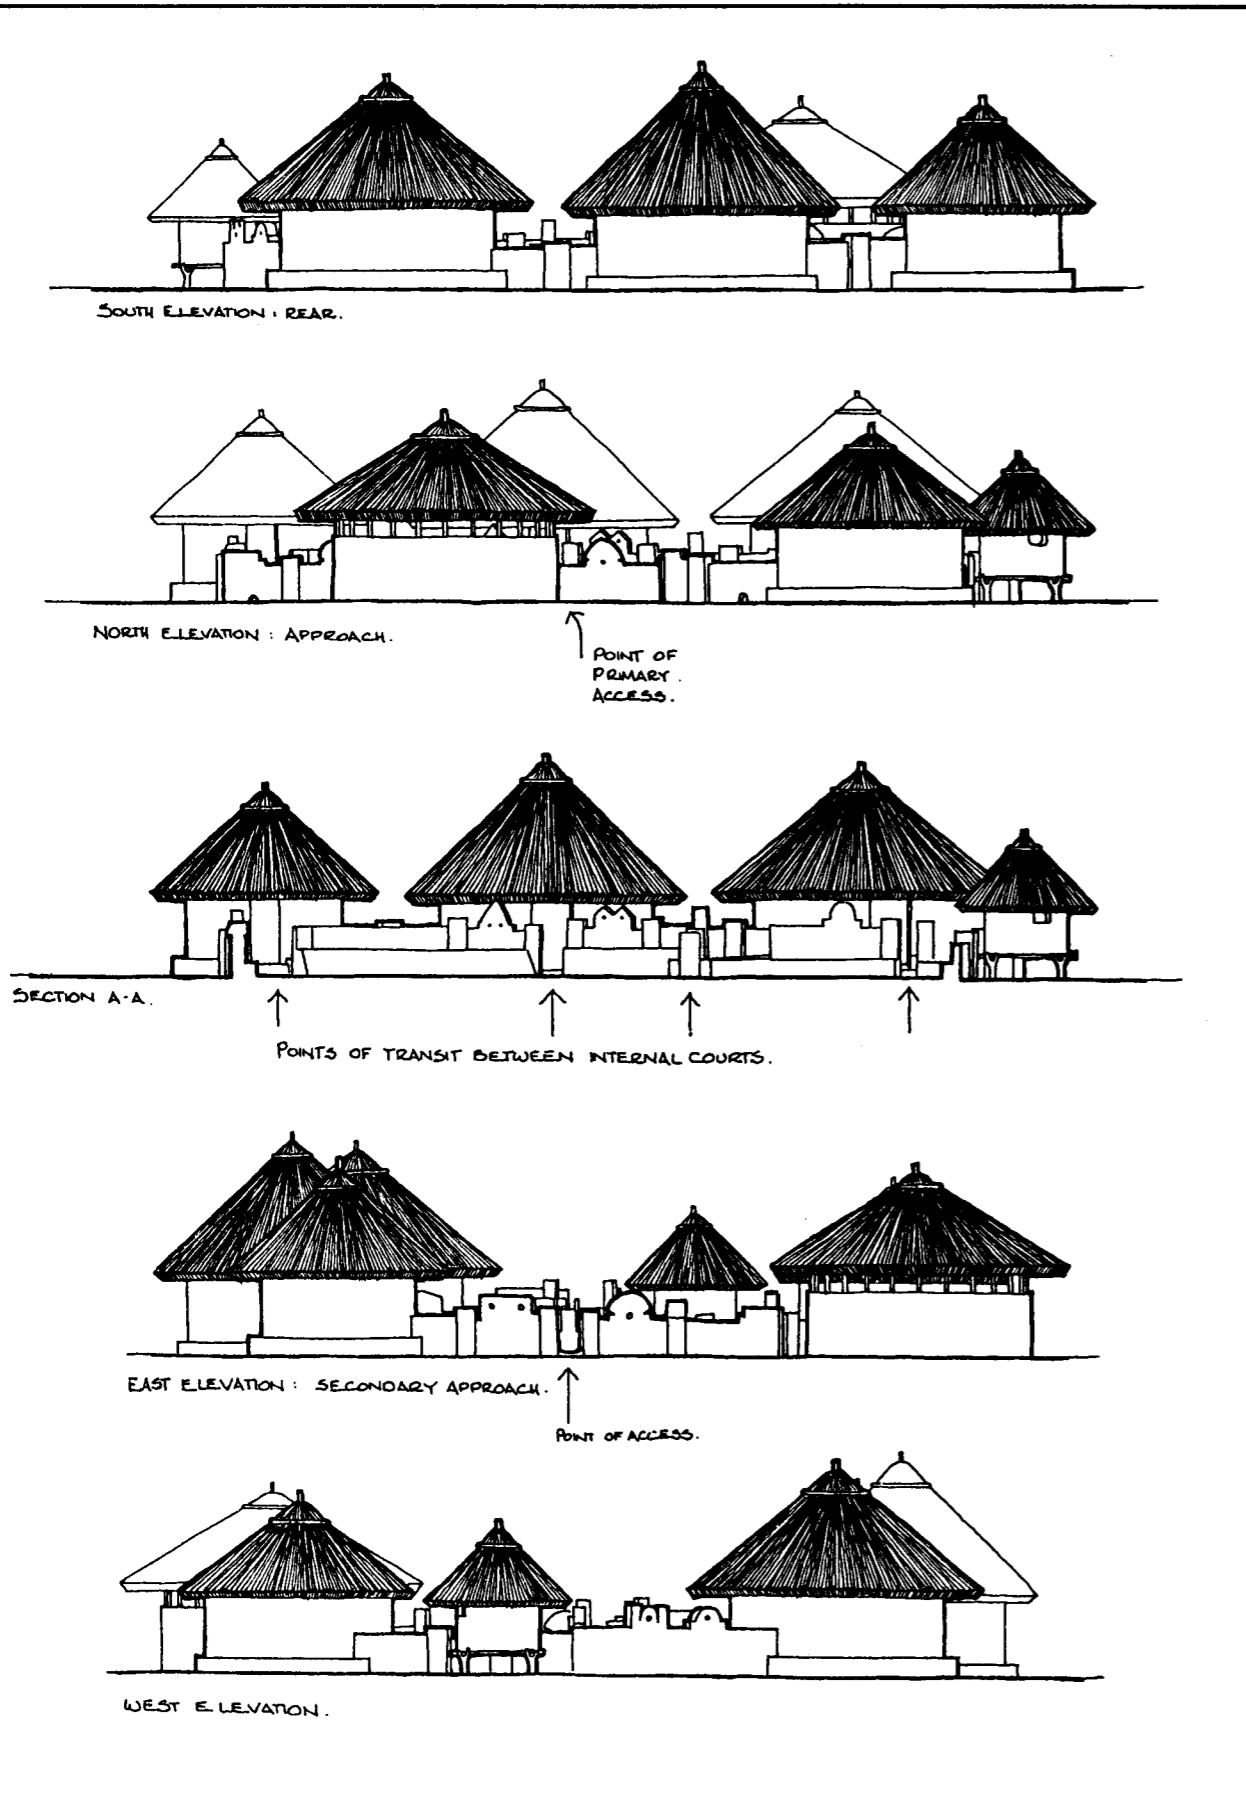 SOUTH ELEVATION : REAR.
NORTH ELEVATION : APPROACH.
POINT OF
PRIMARY.
ACCESS.
SECTION A-A.
POINTS OF TRANSIT BETWEEN INTERNAL COURTS.
EAST ELEVATION : SECONDARY APPROACH.
POINT OF ACCESS.
WEST ELEVATION.